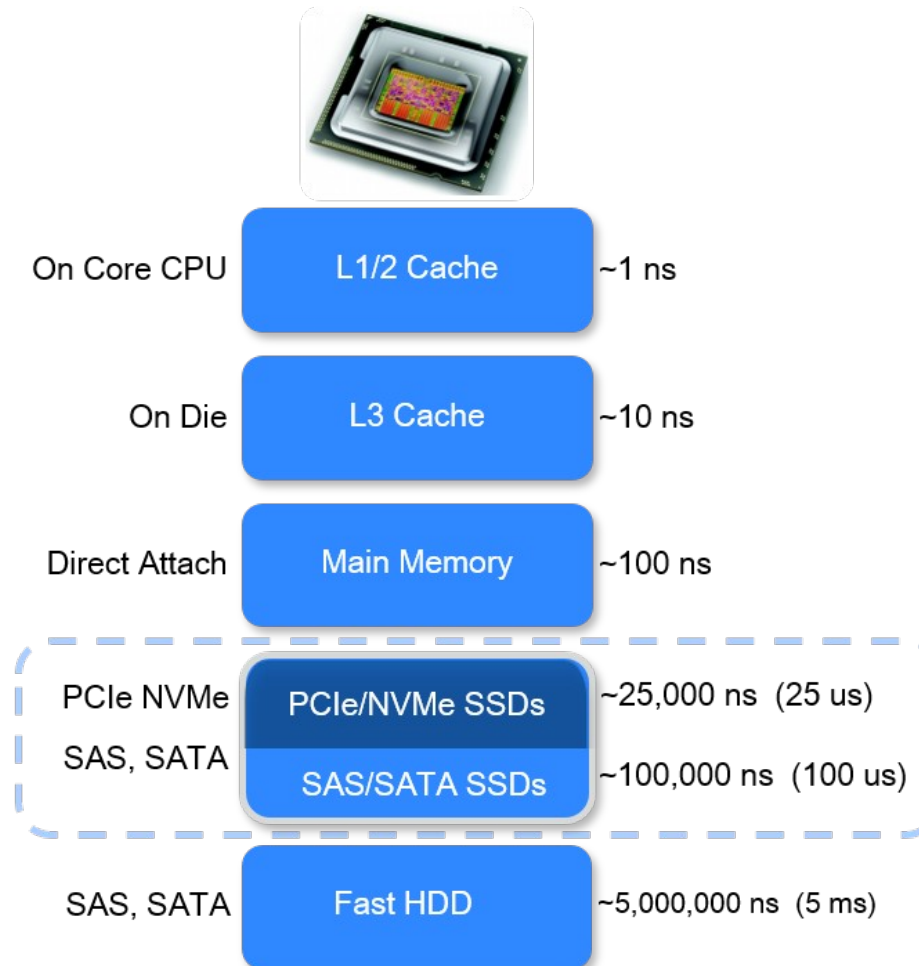 On Core CPU L1/2 Cache ~1 ns
On Die L3 Cache ~10 ns
Direct Attach Main Memory ~100 ns
PCIe NVMe PCIe/NVMe SSDs ~25,000 ns (25 us)
SAS, SATA SAS/SATA SSDs ~100,000 ns (100 us)
SAS, SATA Fast HDD ~5,000,000 ns (5 ms)